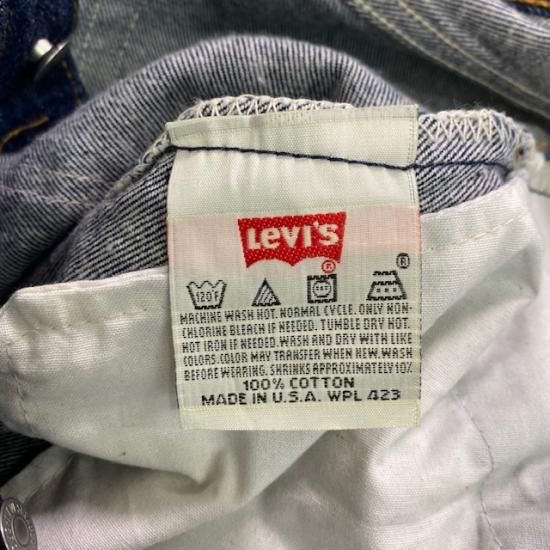 Levi's
®
®
120F
MACHINE WASH HOT. NORMAL CYCLE. ONLY NON-
CHLORINE BLEACH IF NEEDED. TUMBLE DRY HOT.
HOT IRON IF NEEDED. WASH AND DRY WITH LIKE
COLORS. COLOR MAY TRANSFER WHEN NEW. WASH
BEFORE WEARING. SHRINKS APPROXIMATELY 10%
100% COTTON
MADE IN U.S.A. WPL 423